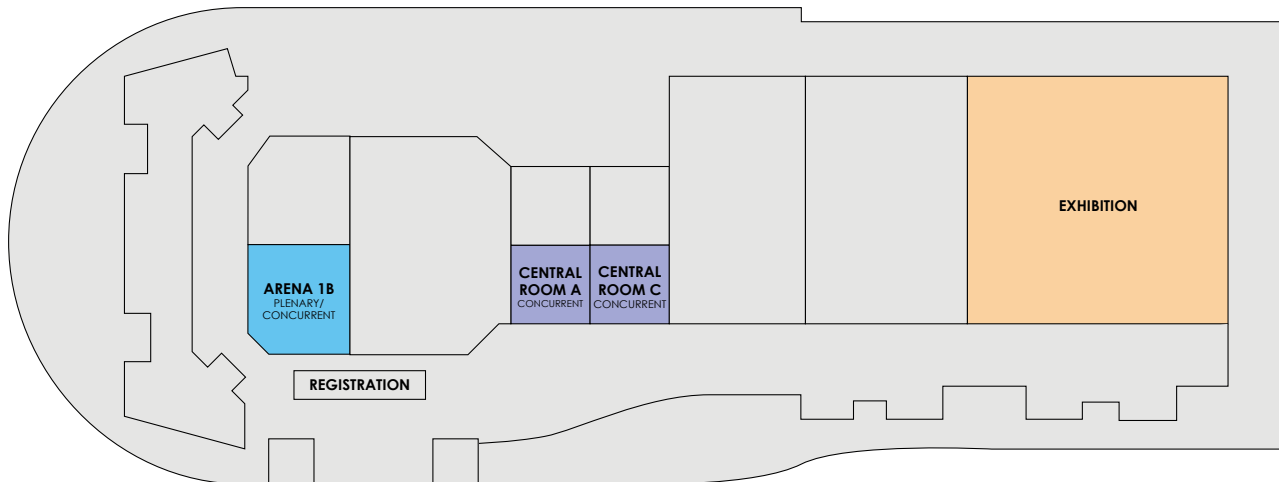 EXHIBITION
ARENA 1B
PLENARY/
CONCURRENT
CENTRAL
ROOM A
CONCURRENT
CENTRAL
ROOM C
CONCURRENT
REGISTRATION